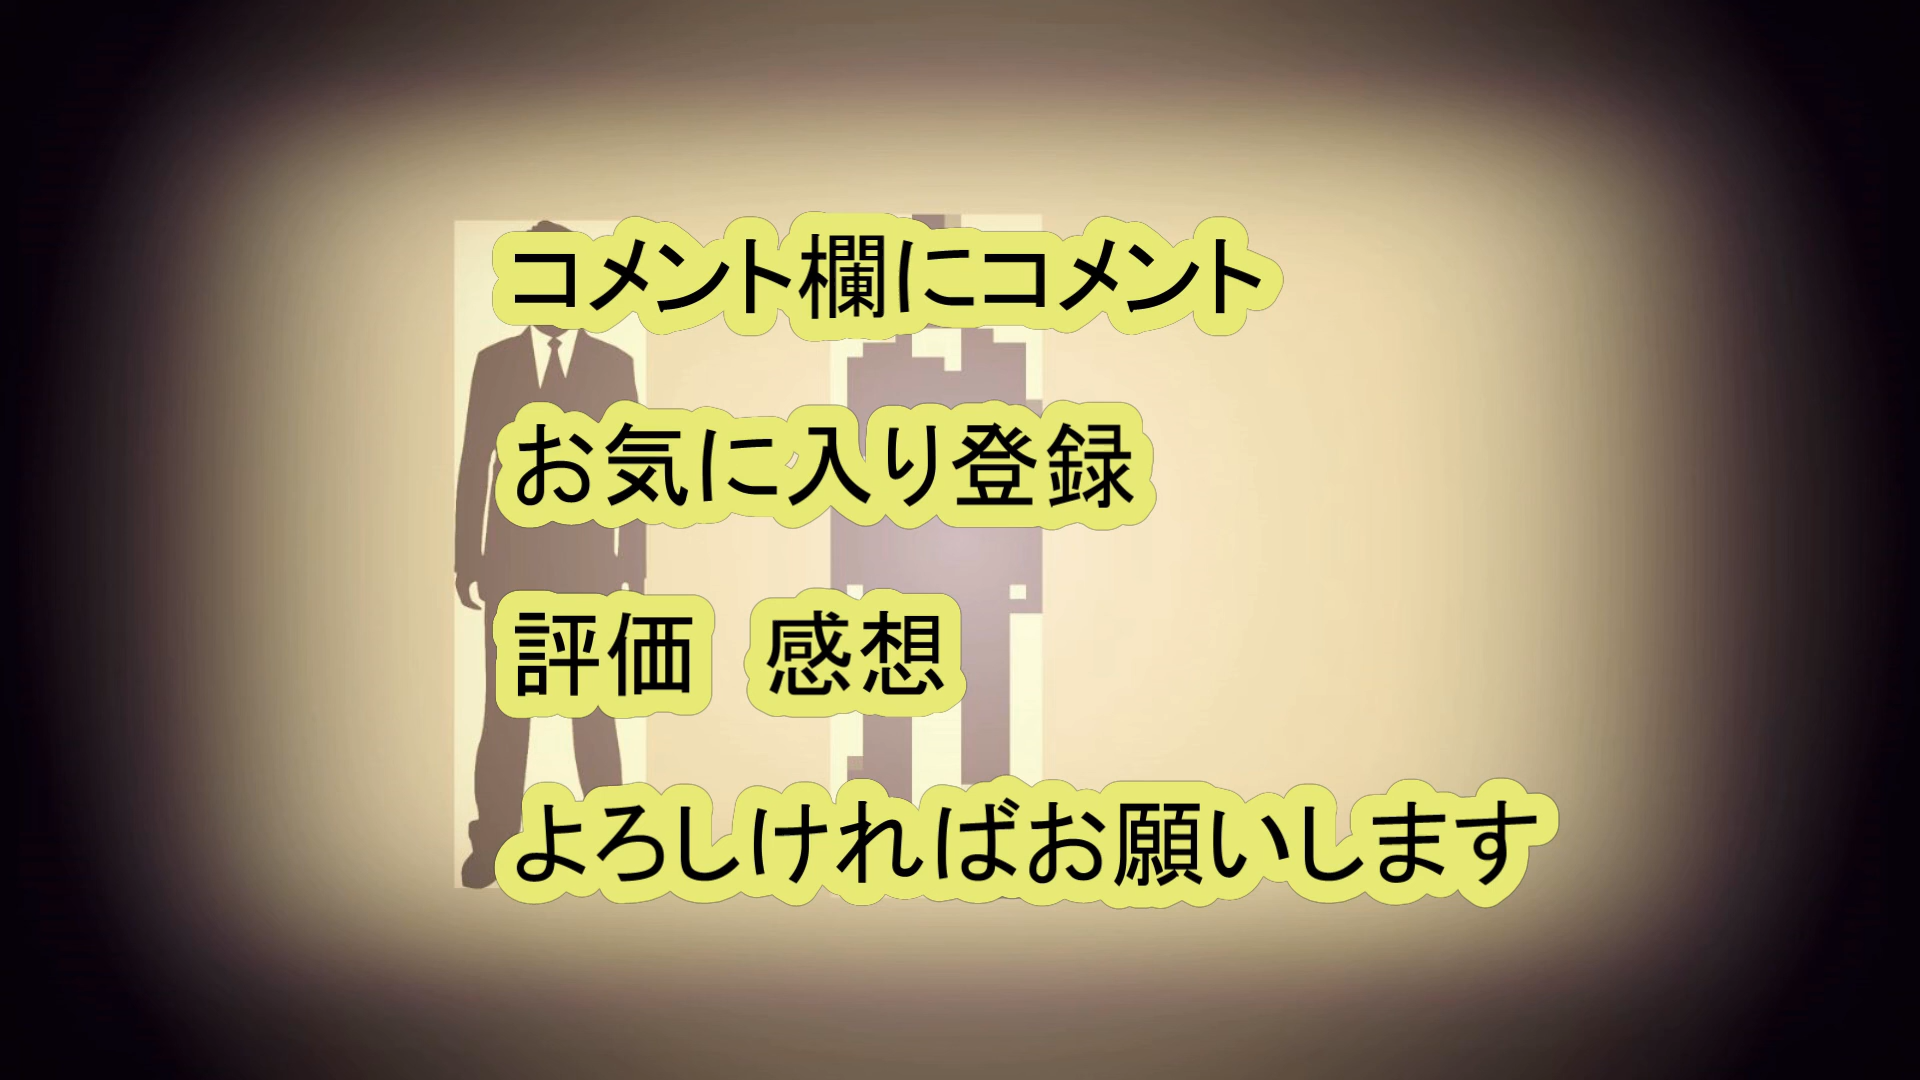 コメント欄にコメント
お気に入り登録
評価　感想
よろしければお願いします